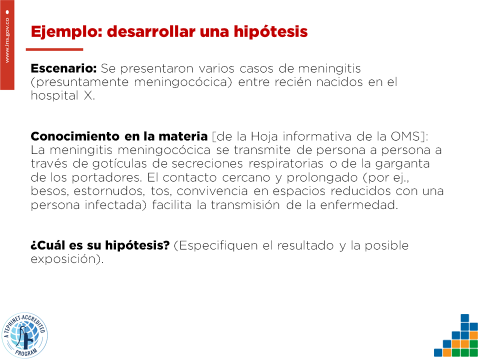 www.ins.gov.co
Ejemplo: desarrollar una hipótesis
Escenario: Se presentaron varios casos de meningitis
(presuntamente meningocócica) entre recién nacidos en el
hospital X.
Conocimiento en la materia [de la Hoja informativa de la OMS]:
La meningitis meningocócica se transmite de persona a persona a
través de gotículas de secreciones respiratorias o de la garganta
de los portadores. El contacto cercano y prolongado (por ej.,
besos, estornudos, tos, convivencia en espacios reducidos con una
persona infectada) facilita la transmisión de la enfermedad.
¿Cuál es su hipótesis? (Especifiquen el resultado y la posible
exposición).
A TEPHINET ACCREDITED
PROGRAM